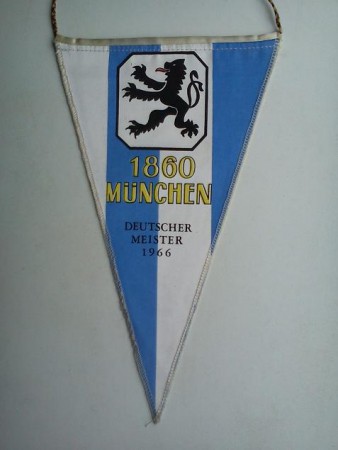 1860
MÜNCHEN
DEUTSCHER
MEISTER
1966